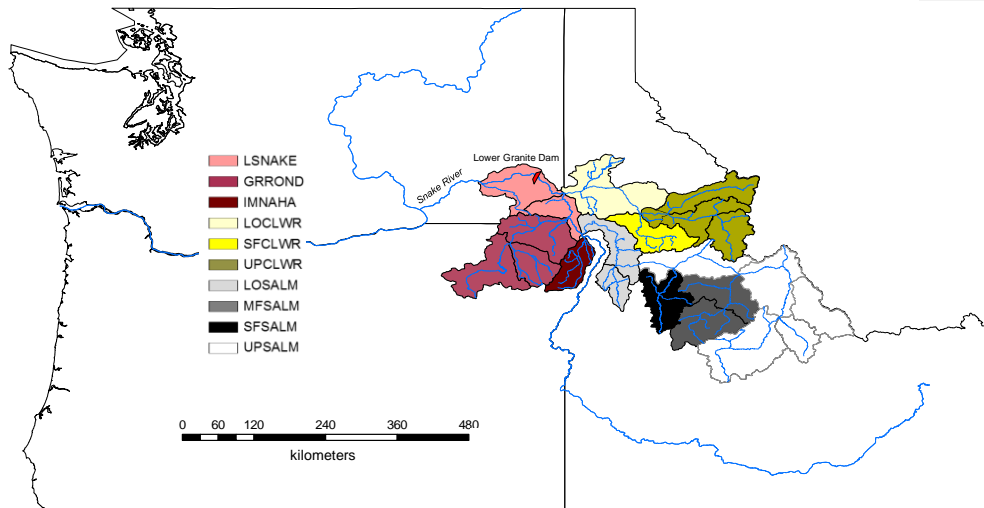 Lower Granite Dam
Snake River
LSNAKE
GRROND
IMNAHA
LOCLWR
SFCLWR
UPCLWR
LOSALM
MFSALM
SFSALM
UPSALM
0 60 120 240 360 480
kilometers